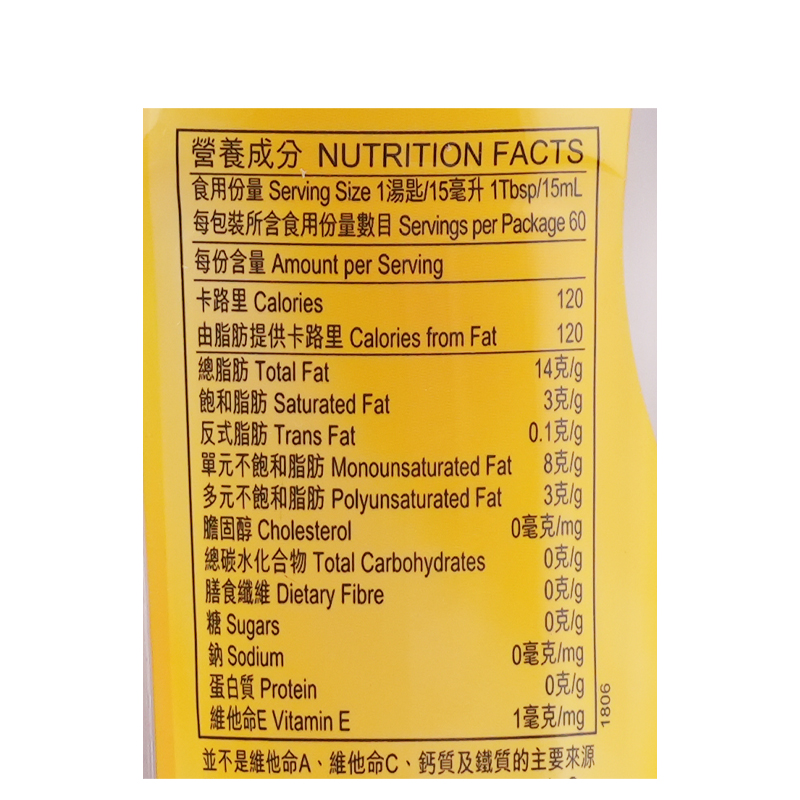 營養成分 NUTRITION FACTS
食用份量 Serving Size 1湯匙/15毫升 1Tbsp/15mL
每包裝所含食用份量數目 Servings per Package 60
每份含量 Amount per Serving
卡路里 Calories 120
由脂肪提供卡路里 Calories from Fat 120
總脂肪 Total Fat 14克/g
飽和脂肪 Saturated Fat 3克/g
反式脂肪 Trans Fat 0.1克/g
單元不飽和脂肪 Monounsaturated Fat 8克/g
多元不飽和脂肪 Polyunsaturated Fat 3克/g
膽固醇 Cholesterol 0毫克/mg
總碳水化合物 Total Carbohydrates 0克/g
膳食纖維 Dietary Fibre 0克/g
糖 Sugars 0克/g
鈉 Sodium 0毫克/mg
蛋白質 Protein 0克/g
維他命E Vitamin E 1毫克/mg
1806
並不是維他命A、維他命C、鈣質及鐵質的主要來源